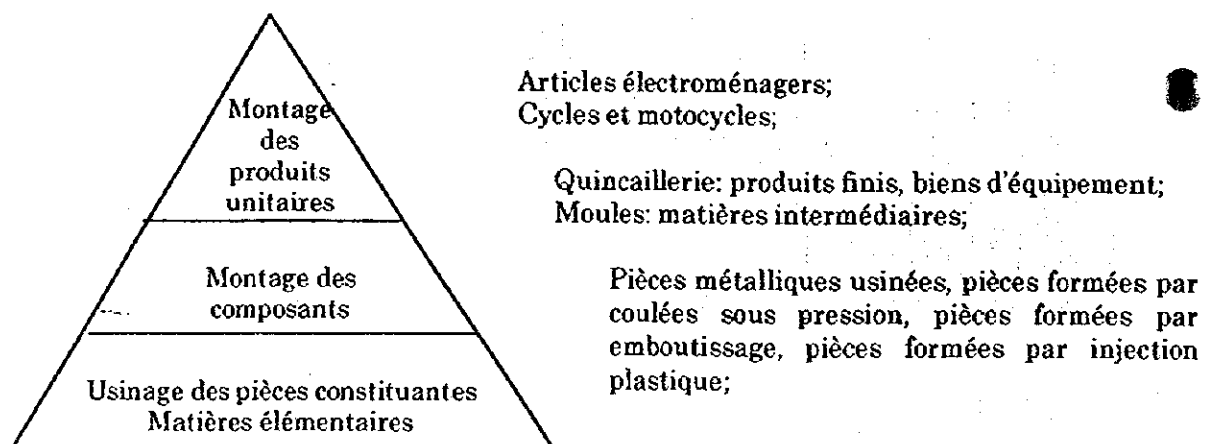 Montage
des
produits
unitaires
Montage des
composants
Usinage des pièces constituantes
Matières élémentaires
Articles électroménagers;
Cycles et motocycles;
Quincaillerie: produits finis, biens d'équipement;
Moules: matières intermédiaires;
Pièces métalliques usinées, pièces formées par
coulées sous pression, pièces formées par
emboutissage, pièces formées par injection
plastique;